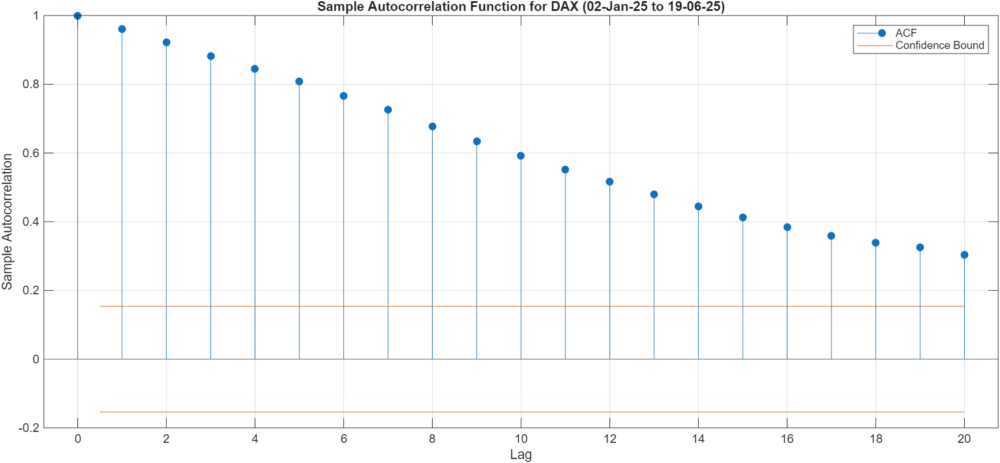 Sample Autocorrelation Function for DAX (02-Jan-25 to 19-06-25)
ACF
Confidence Bound
1
0.8
0.6
0.4
0.2
0
-0.2
Sample Autocorrelation
0 2 4 6 8 10 12 14 16 18 20
Lag